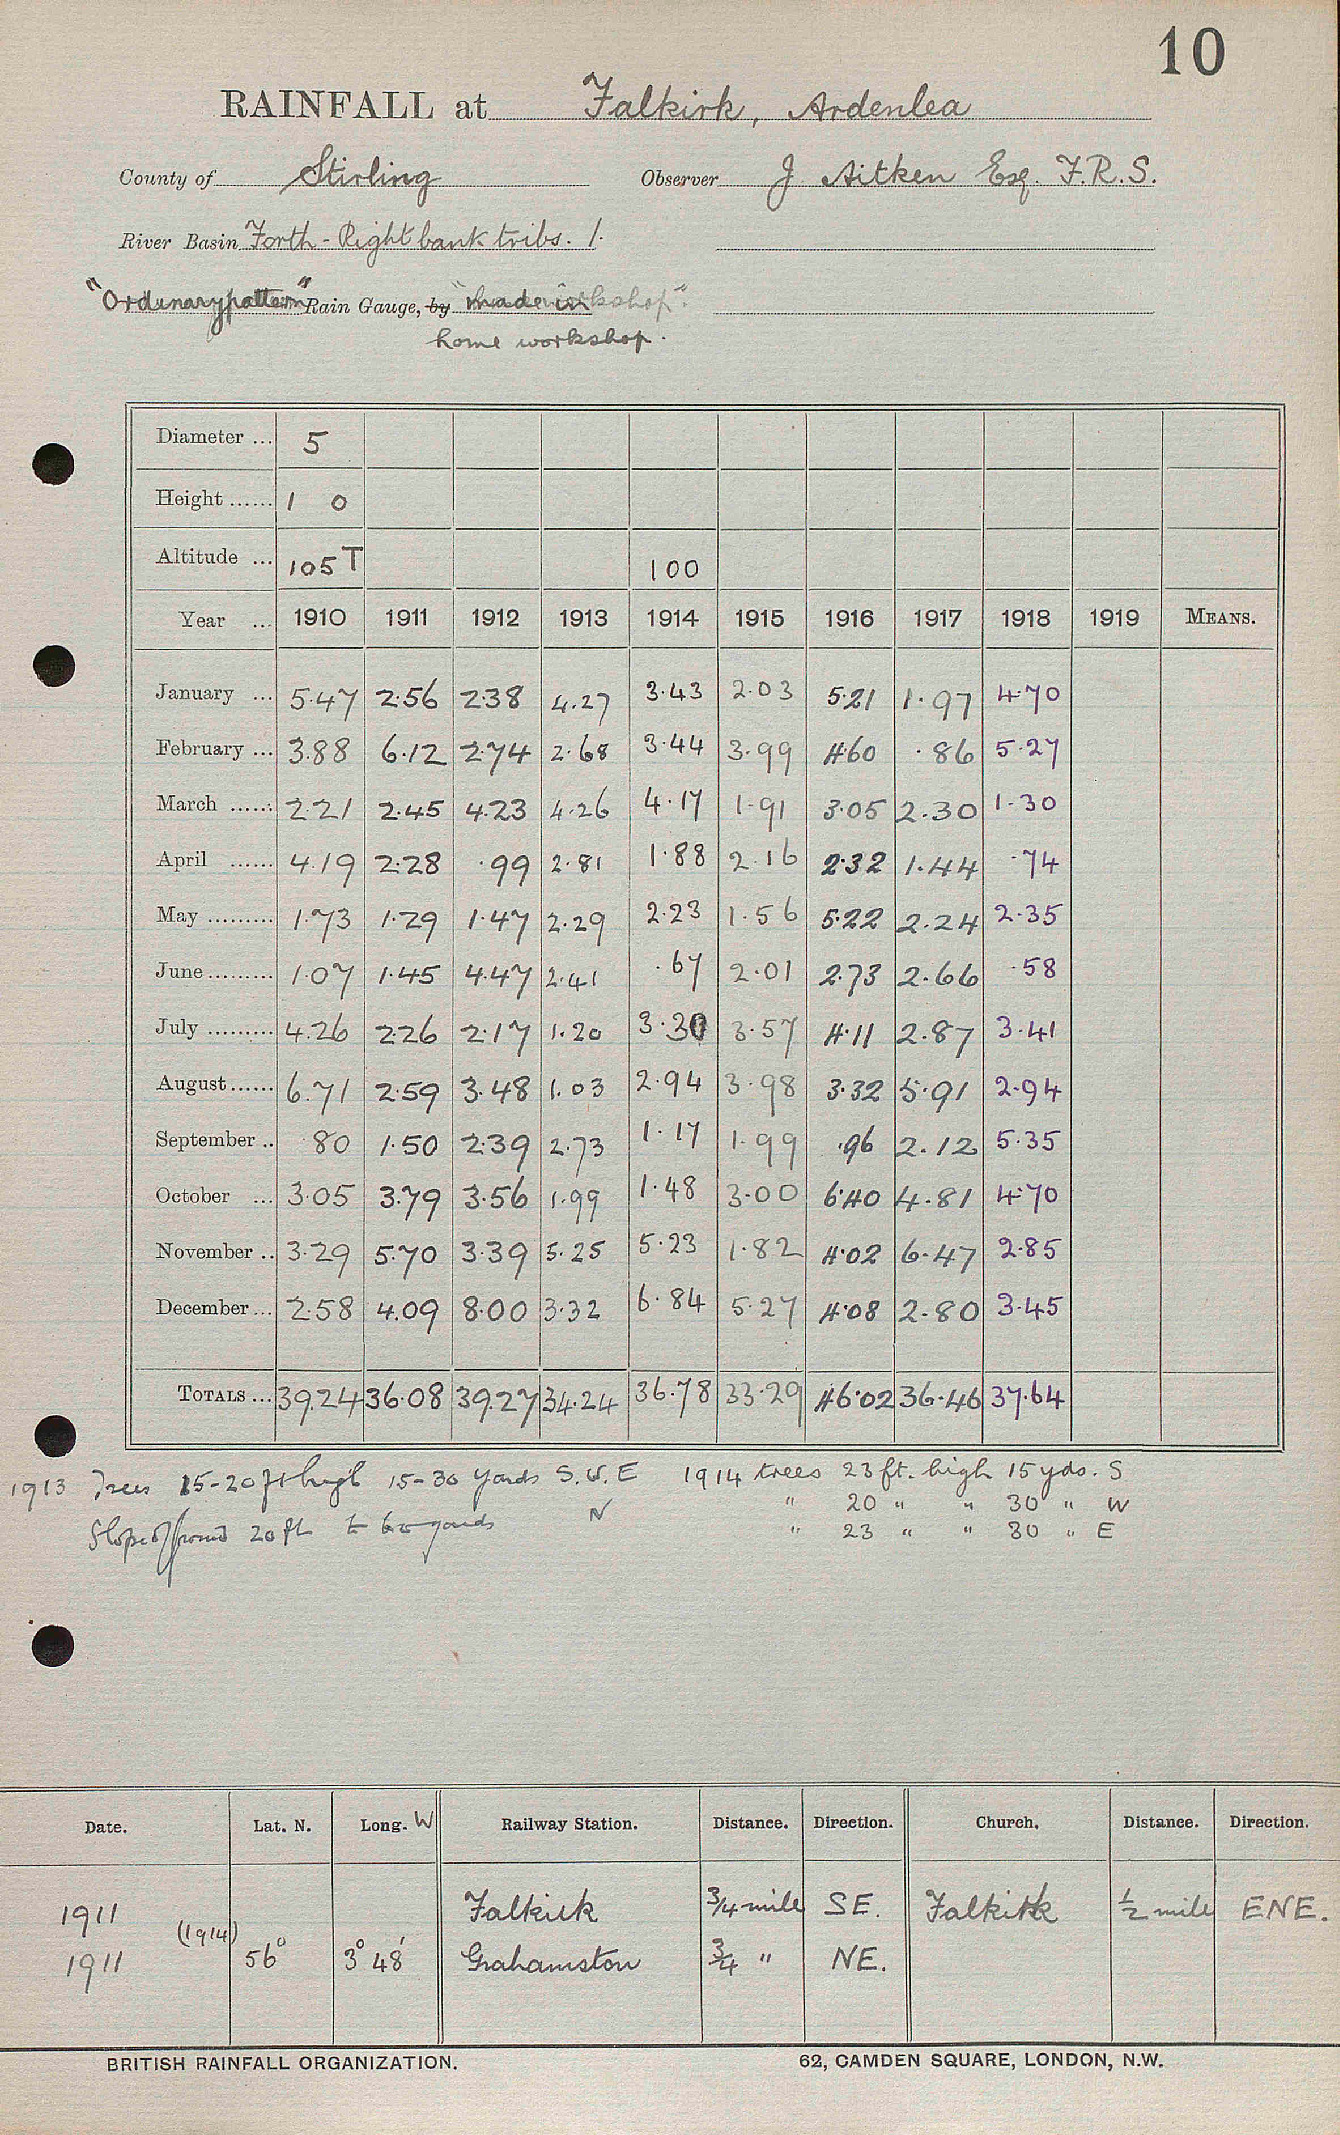 10
RAINFALL at Falkirk, Ardenlea
County of Stirling Observer J Aitken Esq. F.R.S.
River Basin Forth - Right bank tribs. 1.
"Ordinary pattern" Rain Gauge, by "made in workshop".
home workshop.
Diameter ... 5
Height ...... 1 0
Altitude ... 105 T 100
Year ... 1910 1911 1912 1913 1914 1915 1916 1917 1918 1919 MEANS.
January ... 5.47 2.56 2.38 4.27 3.43 2.03 5.21 1.97 4.70
February ... 3.88 6.12 2.74 2.68 3.44 3.99 4.60 .86 5.27
March ...... 2.21 2.45 4.23 4.26 4.17 1.91 3.05 2.30 1.30
April ...... 4.19 2.28 .99 2.81 1.88 2.16 2.32 1.44 .74
May ......... 1.73 1.29 1.47 2.29 2.23 1.56 5.22 2.24 2.35
June ......... 1.07 1.45 4.47 2.41 .67 2.01 2.73 2.66 .58
July ......... 4.26 2.26 2.17 1.20 3.30 3.57 4.11 2.87 3.41
August ...... 6.71 2.59 3.48 1.03 2.94 3.98 3.32 5.91 2.94
September .. .80 1.50 2.39 2.73 1.17 1.99 .96 2.12 5.35
October ... 3.05 3.79 3.56 1.99 1.48 3.00 6.40 4.81 4.70
November .. 3.29 5.70 3.39 5.25 5.23 1.82 4.02 6.47 2.85
December ... 2.58 4.09 8.00 3.32 6.84 5.27 4.08 2.80 3.45
TOTALS ... 39.24 36.08 39.27 34.24 36.78 33.29 46.02 36.46 37.64
1913 Trees 15-20 ft high 15-30 yards S.W.E 1914 trees 23 ft. high 15 yds. S
" 20 " " 30 " W
Slope of ground 20 ft to 60 yards N " 23 " " 30 " E
Date. Lat. N. Long. W Railway Station. Distance. Direction. Church. Distance. Direction.
1911 Falkirk 3/4 mile SE. Falkirk 1/2 mile ENE.
(1914)
1911 56° 3° 48' Grahamston 3/4 " NE.
BRITISH RAINFALL ORGANIZATION. 62, CAMDEN SQUARE, LONDON, N.W.